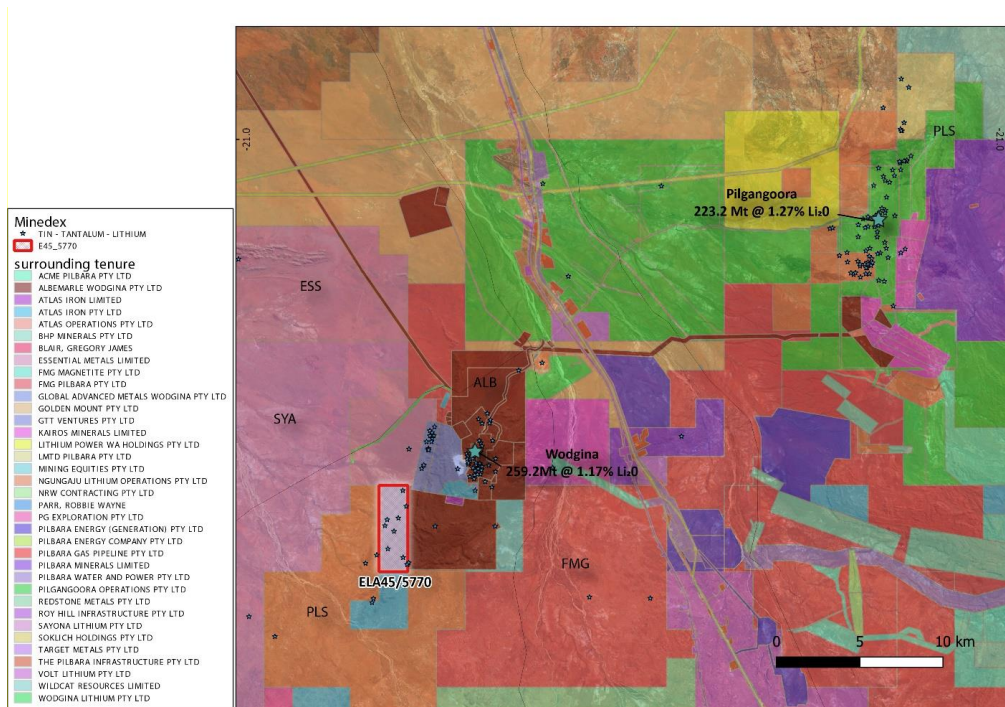 Minedex
TIN - TANTALUM - LITHIUM
E45_5770
surrounding tenure
ACME PILBARA PTY LTD
ALBEMARLE WODGINA PTY LTD
ATLAS IRON LIMITED
ATLAS IRON PTY LTD
ATLAS OPERATIONS PTY LTD
BHP MINERALS PTY LTD
BLAIR, GREGORY JAMES
ESSENTIAL METALS LIMITED
FMG MAGNETITE PTY LTD
FMG PILBARA PTY LTD
GLOBAL ADVANCED METALS WODGINA PTY LTD
GOLDEN MOUNT PTY LTD
GTT VENTURES PTY LTD
KAIROS MINERALS LIMITED
LITHIUM POWER WA HOLDINGS PTY LTD
LMTD PILBARA PTY LTD
MINING EQUITIES PTY LTD
NGUNGAJU LITHIUM OPERATIONS PTY LTD
NRW CONTRACTING PTY LTD
PARR, ROBBIE WAYNE
PG EXPLORATION PTY LTD
PILBARA ENERGY (GENERATION) PTY LTD
PILBARA ENERGY COMPANY PTY LTD
PILBARA GAS PIPELINE PTY LTD
PILBARA MINERALS LIMITED
PILBARA WATER AND POWER PTY LTD
PILGANGOORA OPERATIONS PTY LTD
REDSTONE METALS PTY LTD
ROY HILL INFRASTRUCTURE PTY LTD
SAYONA LITHIUM PTY LTD
SOKLICH HOLDINGS PTY LTD
TARGET METALS PTY LTD
THE PILBARA INFRASTRUCTURE PTY LTD
VOLT LITHIUM PTY LTD
WILDCAT RESOURCES LIMITED
WODGINA LITHIUM PTY LTD
-21.0
-21.0
PLS
Pilgangoora
223.2 Mt @ 1.27% Li₂0
ESS
ALB
SYA
Wodgina
259.2Mt @ 1.17% Li₂0
FMG
ELA45/5770
PLS
0 5 10 km